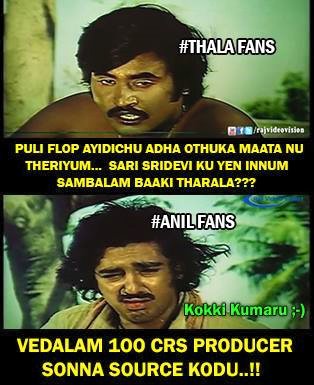 #THALA FANS
/rajvideovision
PULI FLOP AYIDICHU ADHA OTHUKA MAATA NU
THERIYUM... SARI SRIDEVI KU YEN INNUM
SAMBALAM BAAKI THARALA???
#ANIL FANS
Kokki Kumaru ;-)
VEDALAM 100 CRS PRODUCER
SONNA SOURCE KODU..!!